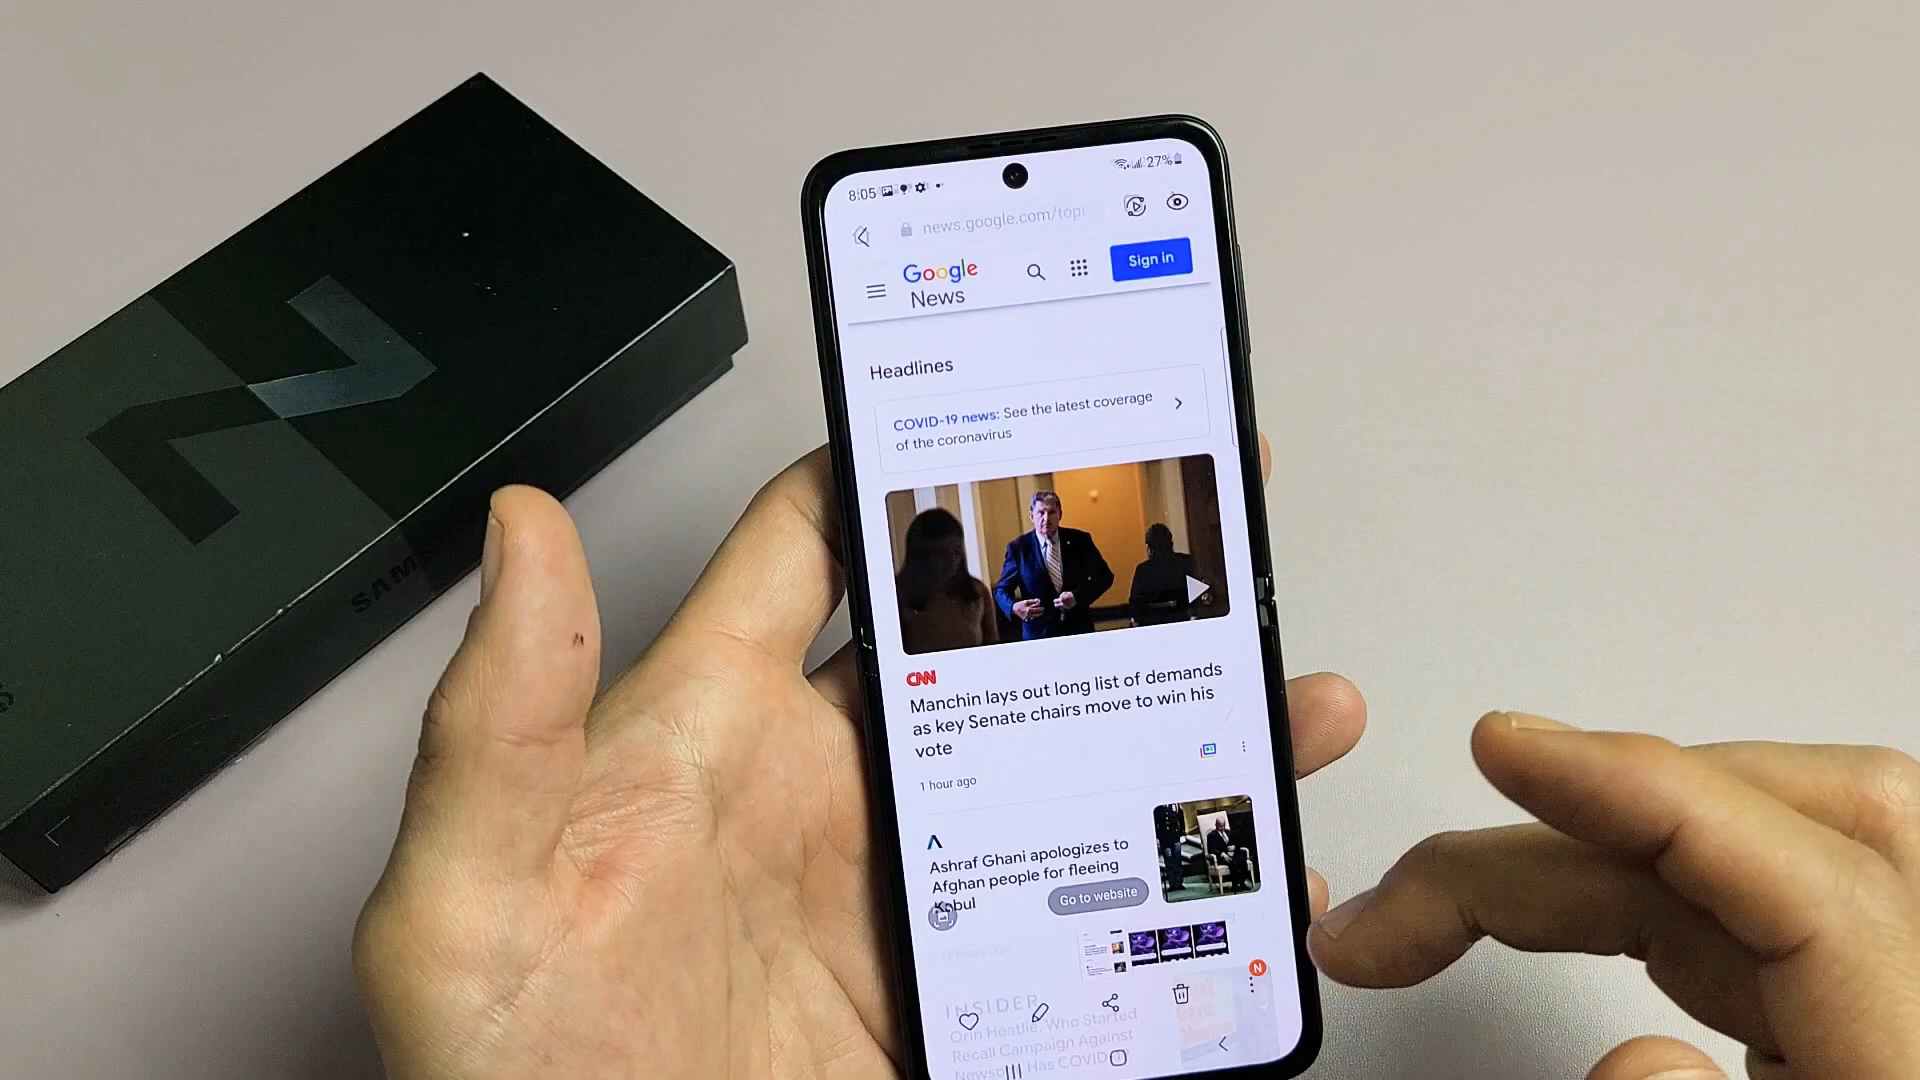 8:05
27%
news.google.com/top
Google
News
Sign in
Headlines
COVID-19 news: See the latest coverage
of the coronavirus
CNN
Manchin lays out long list of demands
as key Senate chairs move to win his
vote
1 hour ago
Ashraf Ghani apologizes to
Afghan people for fleeing
Kabul
Go to website
hours ago
N
INSIDER
Orin Heatlie, Who Started
Recall Campaign Against
Has COVID